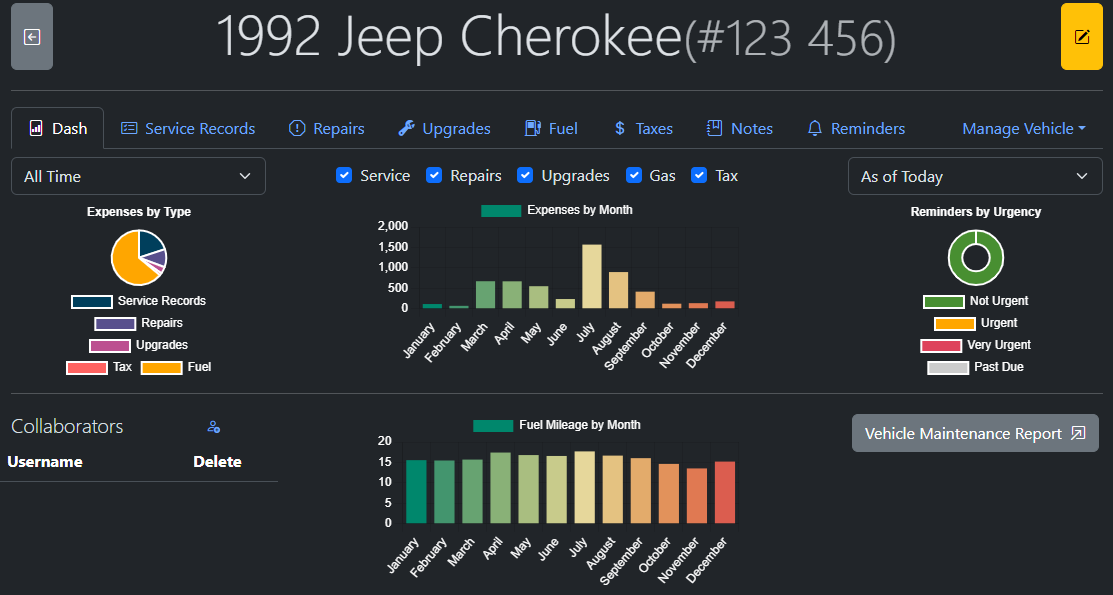 1992 Jeep Cherokee(#123 456)
Dash Service Records Repairs Upgrades Fuel $ Taxes Notes Reminders Manage Vehicle
All Time
Service Repairs Upgrades Gas Tax
As of Today
Expenses by Type
Service Records
Repairs
Upgrades
Tax Fuel
Expenses by Month
2,000
1,500
1,000
500
0
January February March April May June July August September October November December
Reminders by Urgency
Not Urgent
Urgent
Very Urgent
Past Due
Collaborators
Username Delete
Fuel Mileage by Month
20
15
10
5
0
January February March April May June July August September October November December
Vehicle Maintenance Report